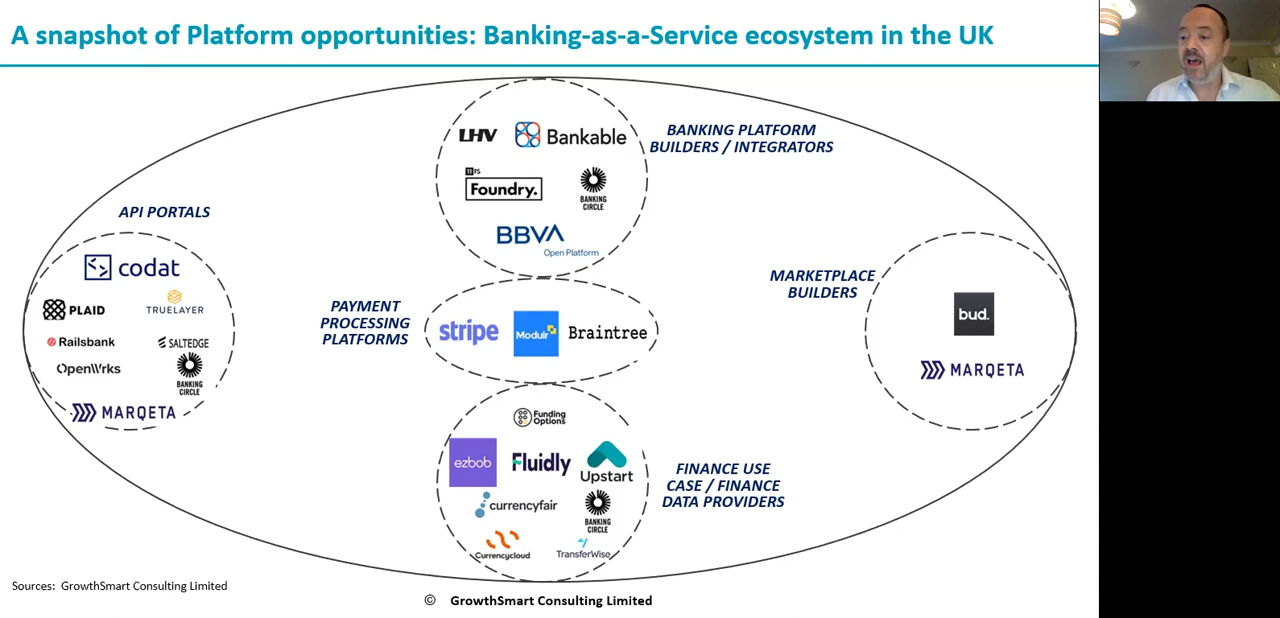 A snapshot of Platform opportunities: Banking-as-a-Service ecosystem in the UK
LHV
Bankable
BANKING PLATFORM
BUILDERS / INTEGRATORS
11 FS
Foundry.
BANKING
CIRCLE
BBVA
Open Platform
API PORTALS
codat
PLAID
TRUELAYER
Railsbank
SALTEDGE
OpenWrks
BANKING
CIRCLE
MARQETA
PAYMENT
PROCESSING
PLATFORMS
stripe
Modulr
Braintree
MARKETPLACE
BUILDERS
bud.
MARQETA
Funding
Options
ezbob
Fluidly
Upstart
currencyfair
BANKING
CIRCLE
Currencycloud
TransferWise
FINANCE USE
CASE / FINANCE
DATA PROVIDERS
Sources: GrowthSmart Consulting Limited
© GrowthSmart Consulting Limited